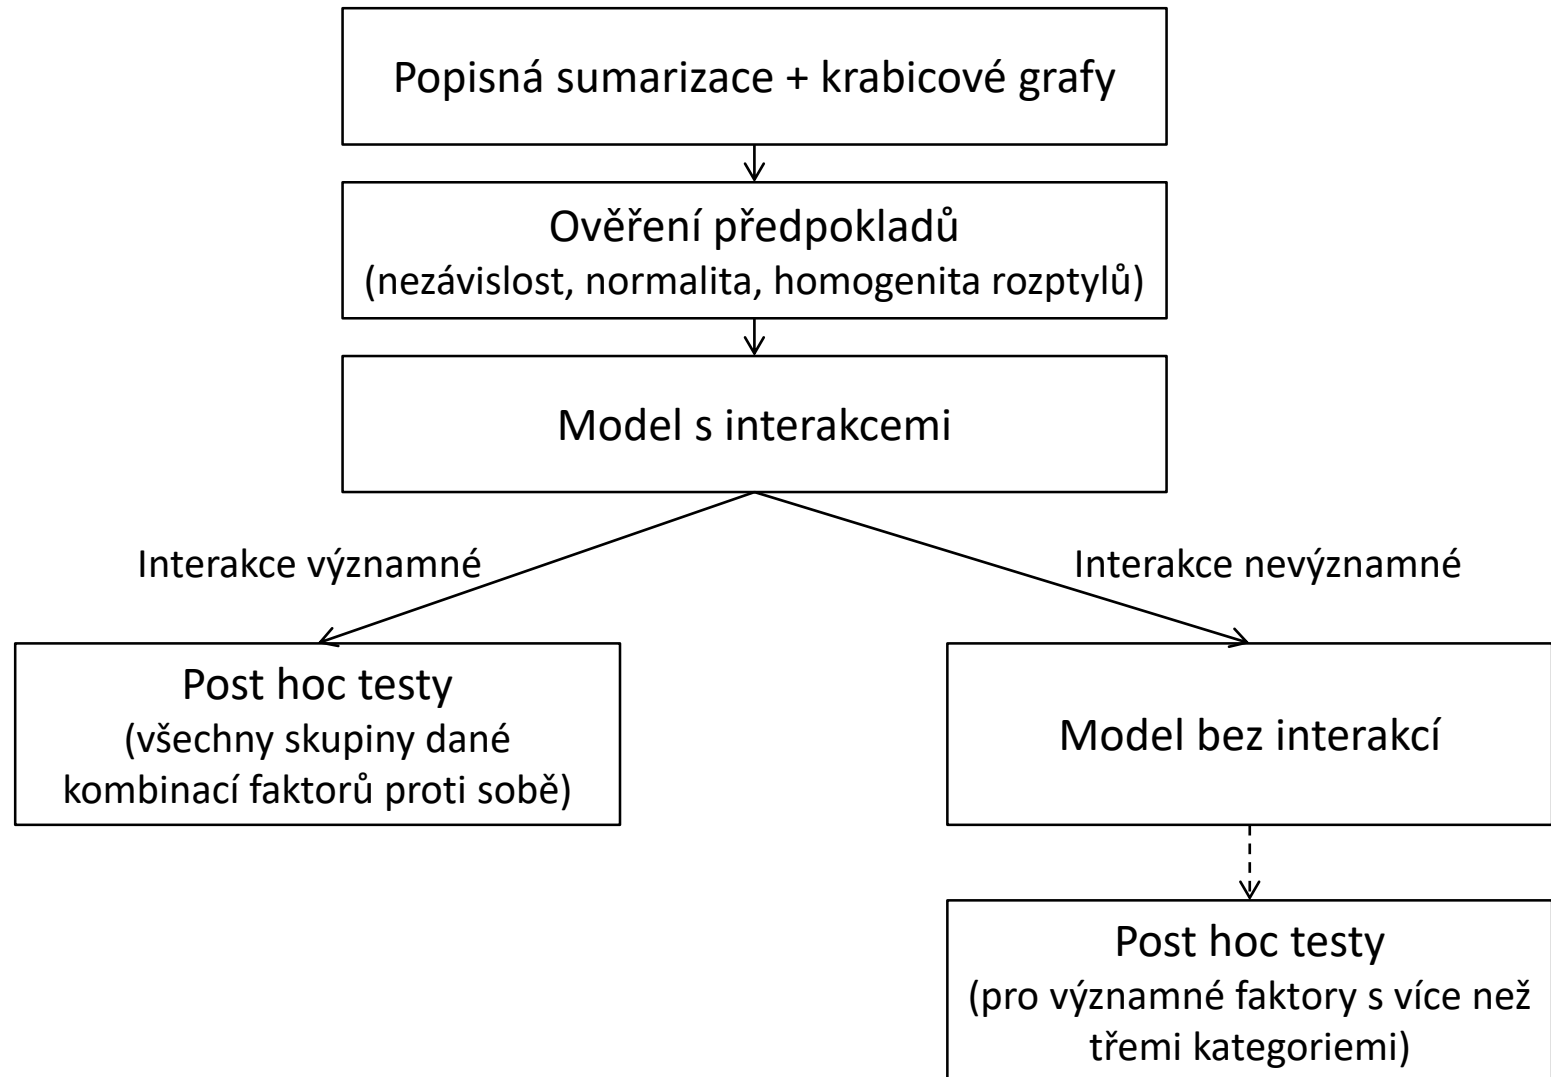 Popisná sumarizace + krabicové grafy
Ověření předpokladů
(nezávislost, normalita, homogenita rozptylů)
Model s interakcemi
Interakce významné
Interakce nevýznamné
Post hoc testy
(všechny skupiny dané
kombinací faktorů proti sobě)
Model bez interakcí
Post hoc testy
(pro významné faktory s více než
třemi kategoriemi)